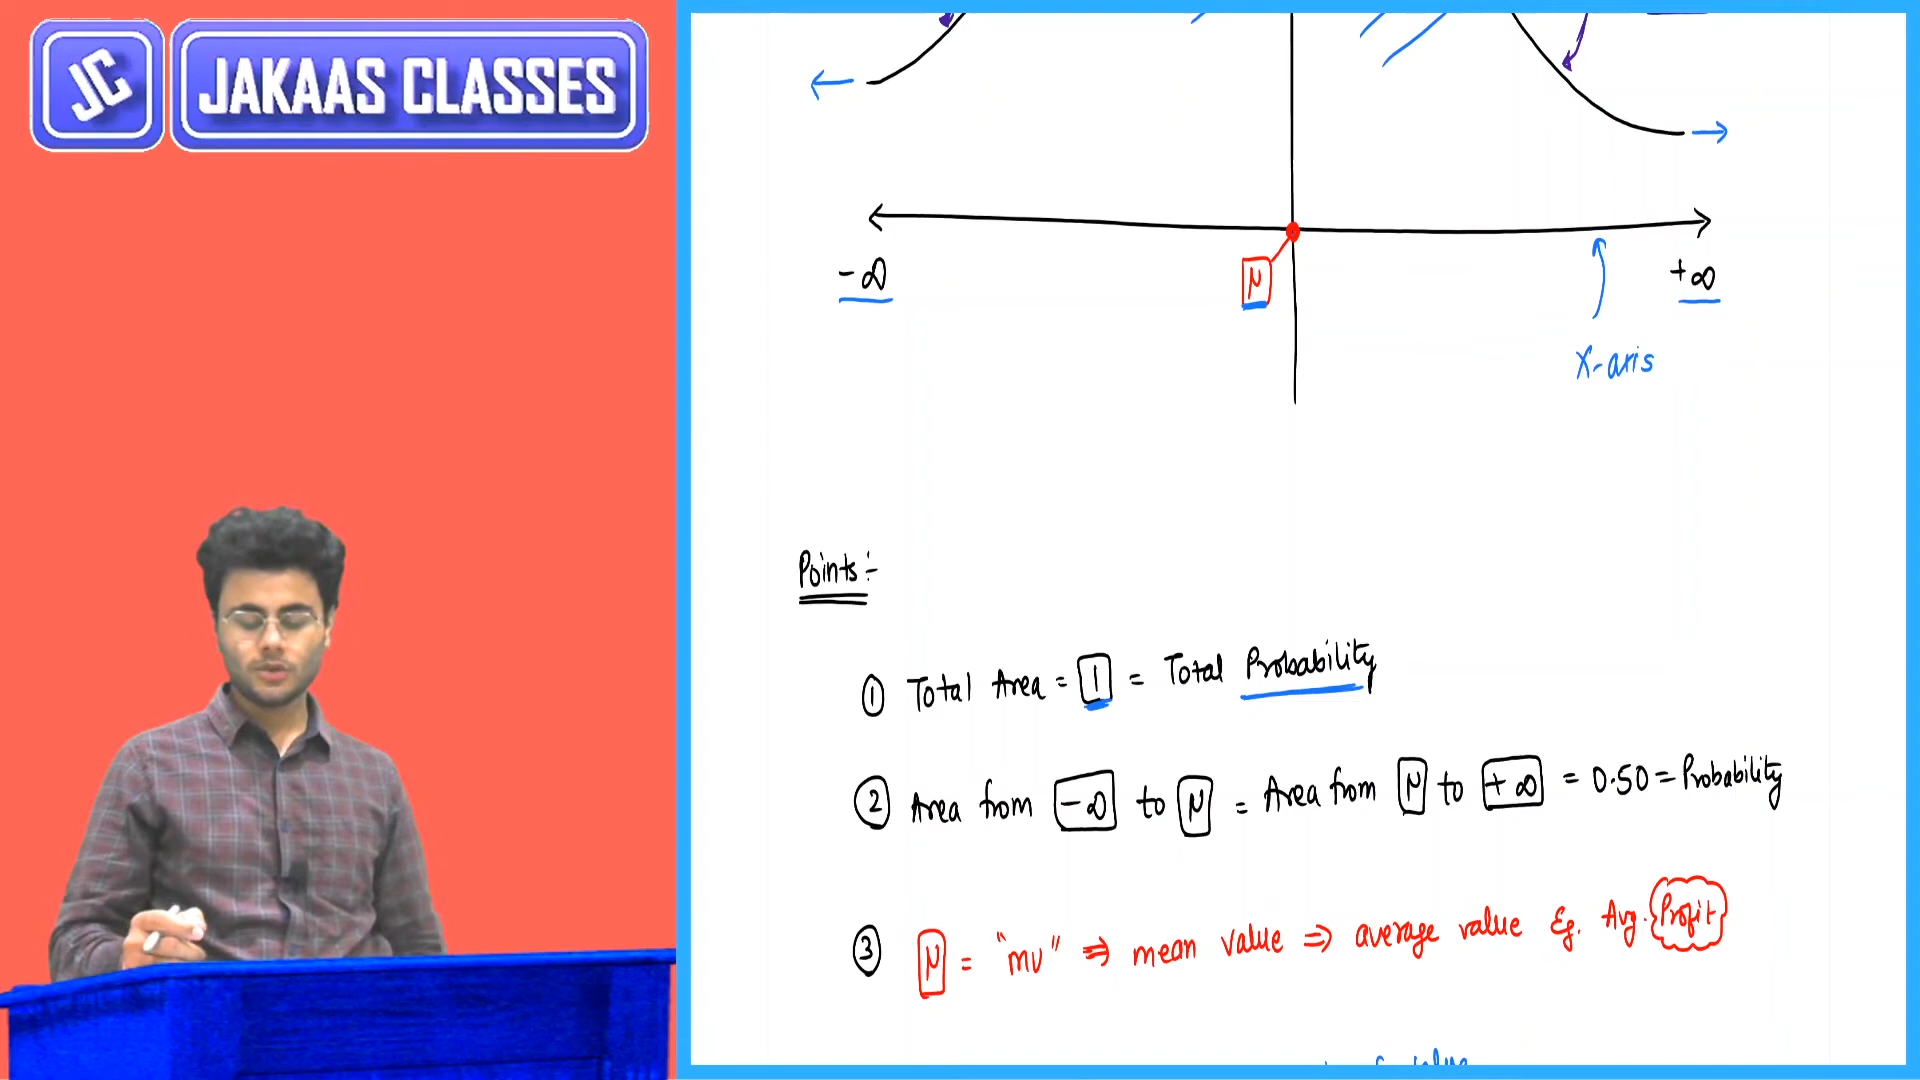 JC JAKAAS CLASSES
-∞ μ +∞
X-axis
Points:-
① Total Area = 1 = Total Probability
② Area from -∞ to μ = Area from μ to +∞ = 0.50 = Probability
③ μ = "mu" ⇒ mean value ⇒ average value Eg. Avg. Profit